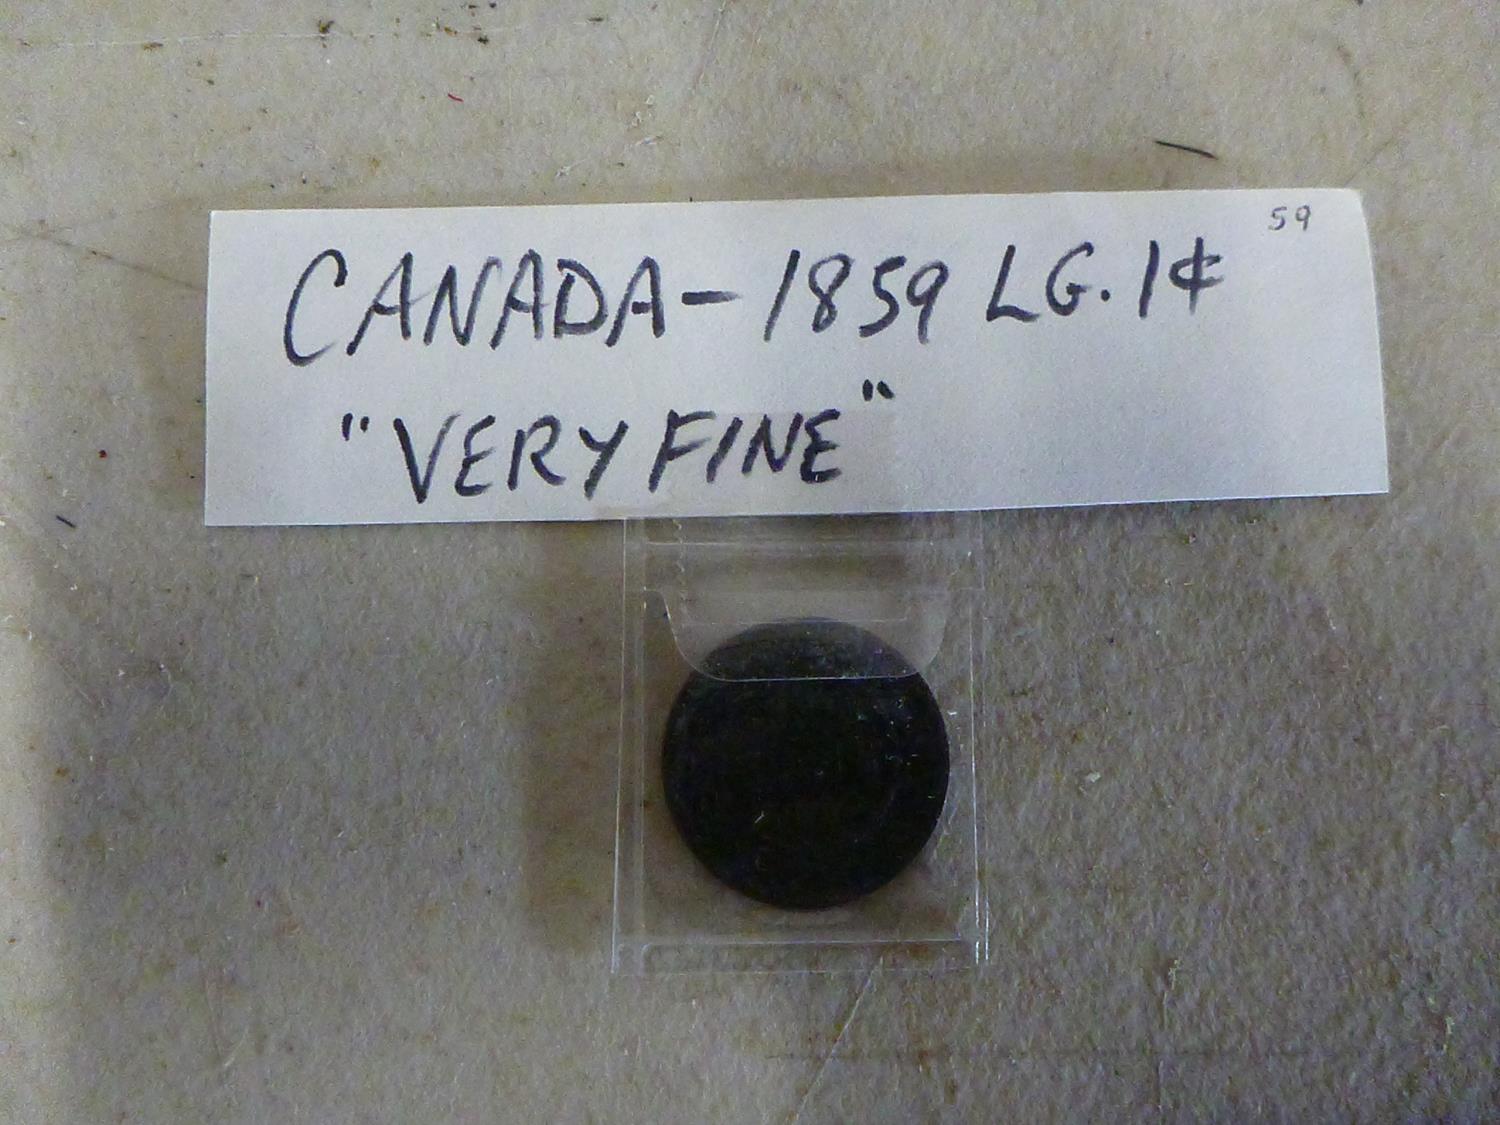 59
CANADA - 1859 LG. 1¢
"VERY FINE"